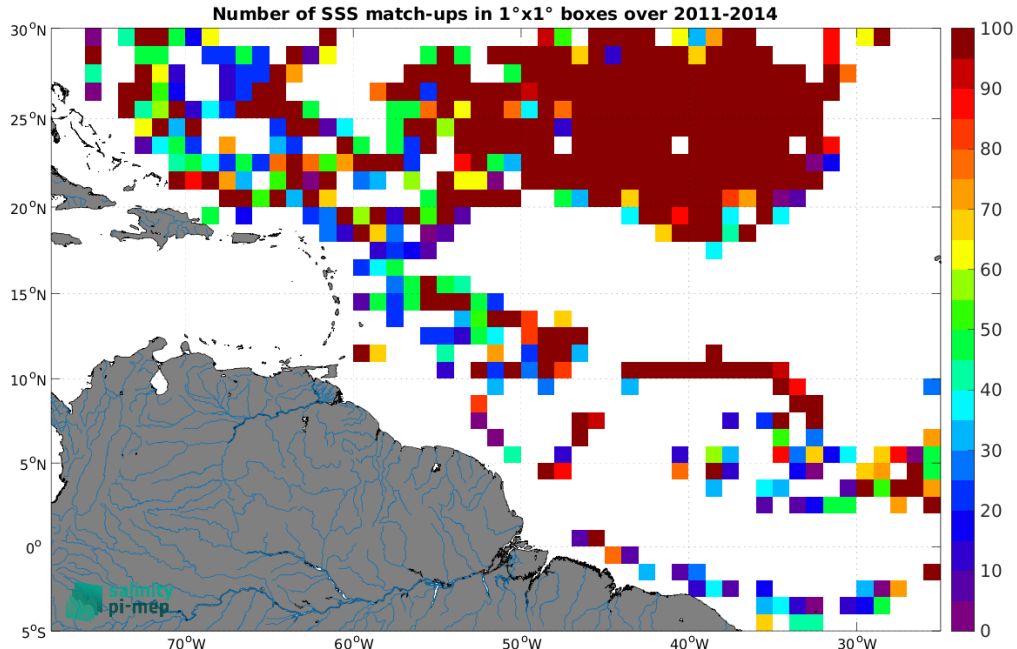 Number of SSS match-ups in 1°x1° boxes over 2011-2014
30°N
25°N
20°N
15°N
10°N
5°N
0°
5°S
70°W
60°W
50°W
40°W
30°W
100
90
80
70
60
50
40
30
20
10
0
salinity
pi-mep